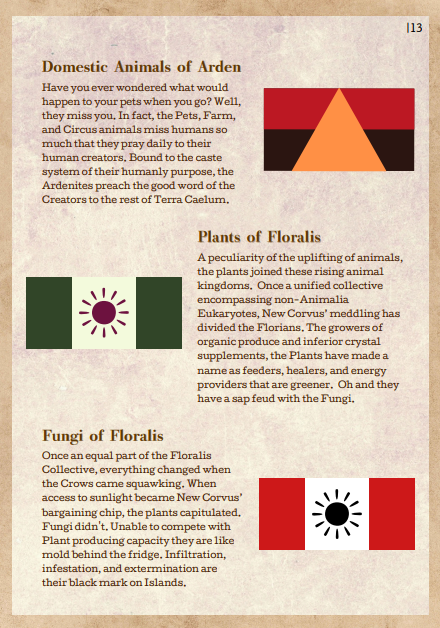 |13
Domestic Animals of Arden
Have you ever wondered what would
happen to your pets when you go? Well,
they miss you. In fact, the Pets, Farm,
and Circus animals miss humans so
much that they pray daily to their
human creators. Bound to the caste
system of their humanly purpose, the
Ardenites preach the good word of the
Creators to the rest of Terra Caelum.
Plants of Floralis
A peculiarity of the uplifting of animals,
the plants joined these rising animal
kingdoms. Once a unified collective
encompassing non-Animalia
Eukaryotes, New Corvus' meddling has
divided the Florians. The growers of
organic produce and inferior crystal
supplements, the Plants have made a
name as feeders, healers, and energy
providers that are greener. Oh and they
have a sap feud with the Fungi.
Fungi of Floralis
Once an equal part of the Floralis
Collective, everything changed when
the Crows came squawking. When
access to sunlight became New Corvus'
bargaining chip, the plants capitulated.
Fungi didn't. Unable to compete with
Plant producing capacity they are like
mold behind the fridge. Infiltration,
infestation, and extermination are
their black mark on Islands.